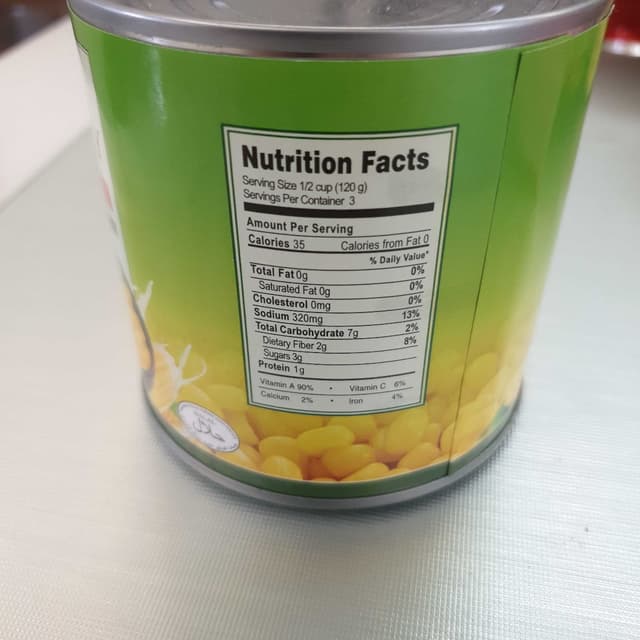 Nutrition Facts
Serving Size 1/2 cup (120 g)
Servings Per Container 3
Amount Per Serving
Calories 35 Calories from Fat 0
% Daily Value*
Total Fat 0g 0%
Saturated Fat 0g 0%
Cholesterol 0mg 0%
Sodium 320mg 13%
Total Carbohydrate 7g 2%
Dietary Fiber 2g 8%
Sugars 3g
Protein 1g
Vitamin A 90% • Vitamin C 6%
Calcium 2% • Iron 4%
حلال